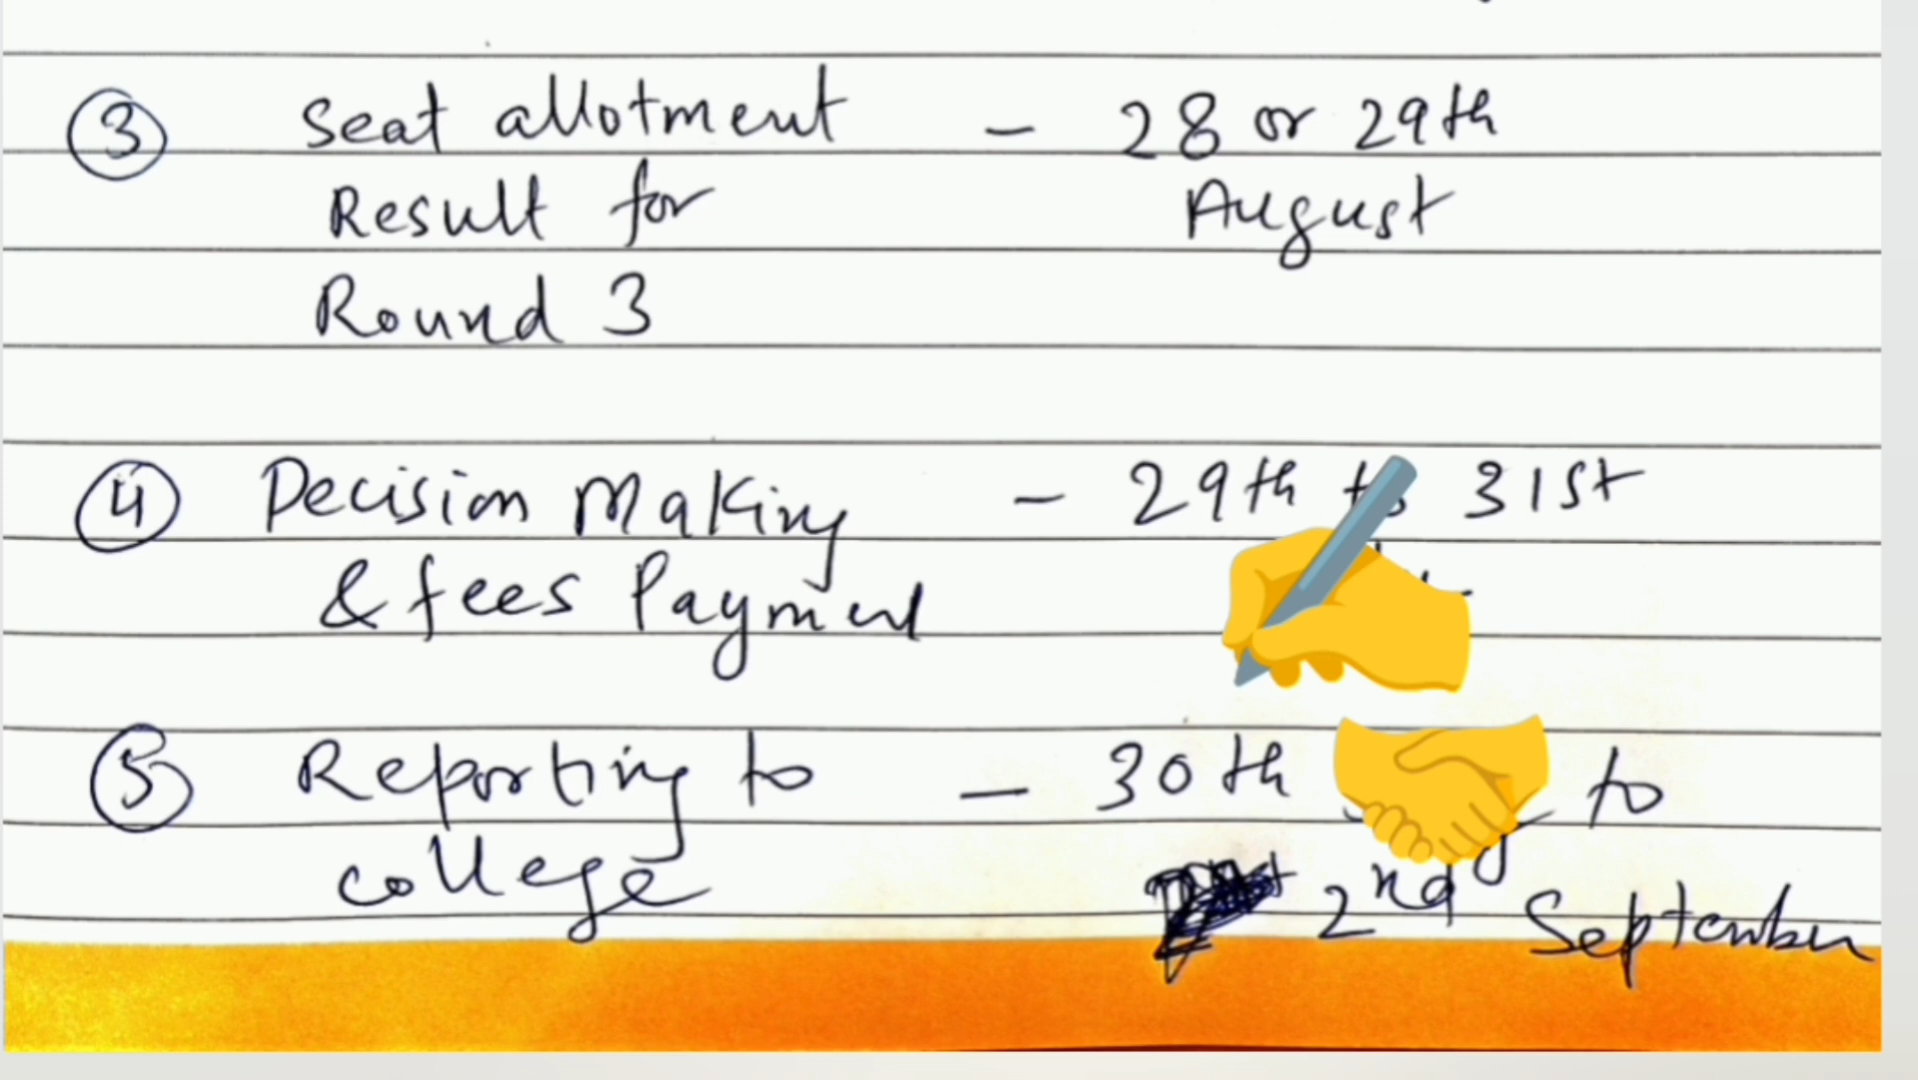 3 Seat allotment - 28 or 29th
Result for August
Round 3
4 Decision Making - 29th to 31st
& fees Payment
5 Reporting to - 30th to
college 2nd September